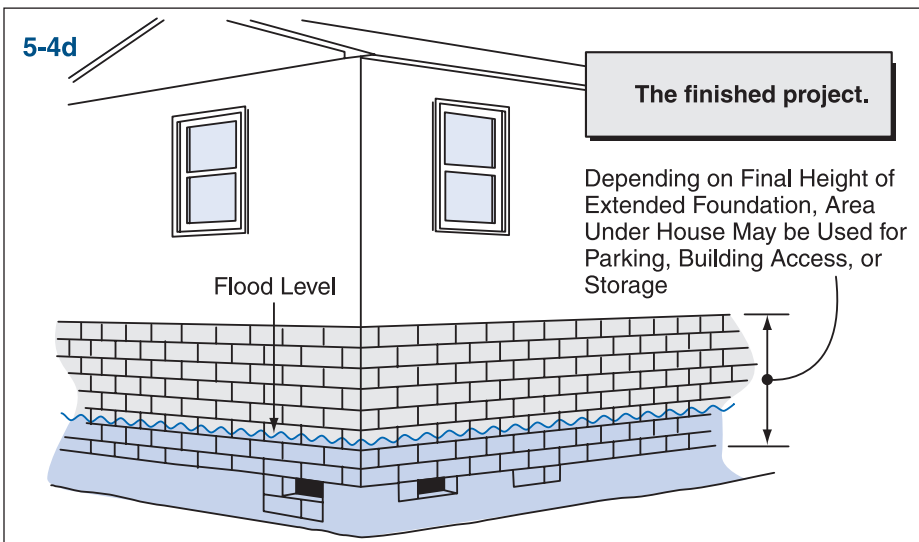 5-4d
The finished project.
Depending on Final Height of
Extended Foundation, Area
Under House May be Used for
Parking, Building Access, or
Storage
Flood Level